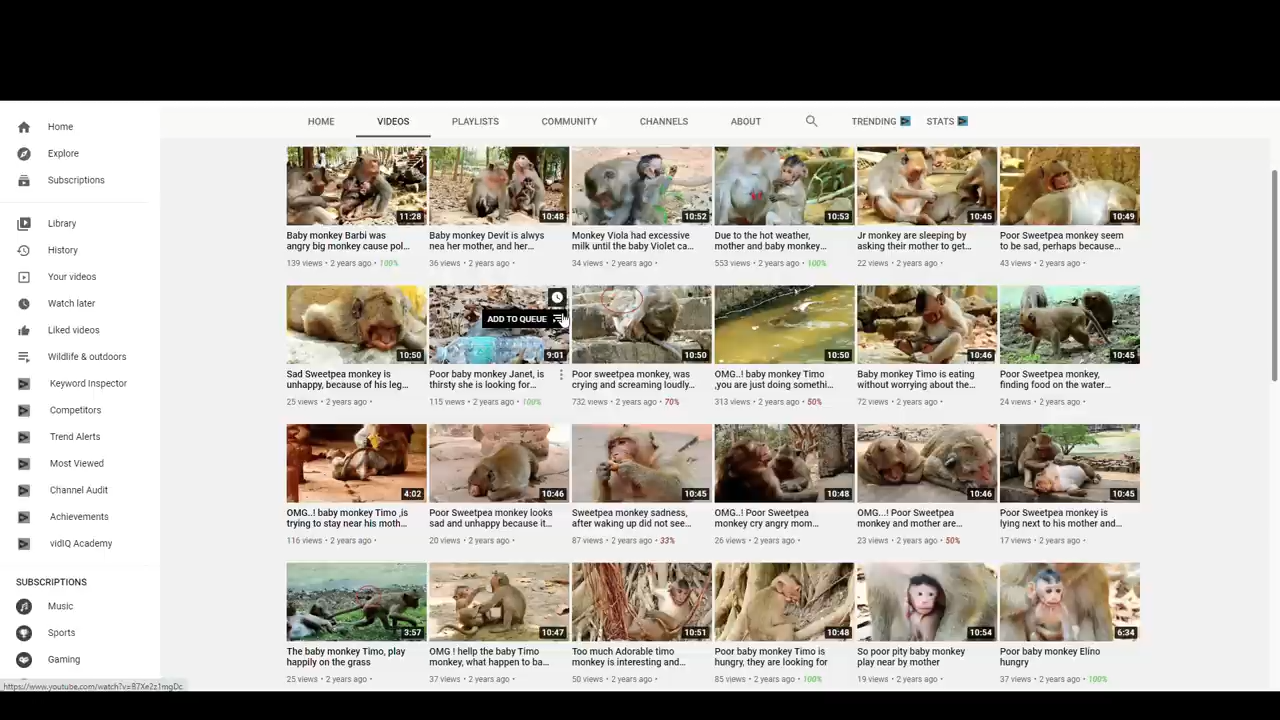 Home
Explore
Subscriptions
Library
History
Your videos
Watch later
Liked videos
Wildlife & outdoors
Keyword Inspector
Competitors
Trend Alerts
Most Viewed
Channel Audit
Achievements
vidIQ Academy
SUBSCRIPTIONS
Music
Sports
Gaming
HOME VIDEOS PLAYLISTS COMMUNITY CHANNELS ABOUT TRENDING STATS
11:28 10:48 10:52 10:53 10:45 10:49
Baby monkey Barbi was Baby monkey Devit is alwys Monkey Viola had excessive Due to the hot weather, Jr monkey are sleeping by Poor Sweetpea monkey seem
angry big monkey cause pol... nea her mother, and her... milk until the baby Violet ca... mother and baby monkey... asking their mother to get... to be sad, perhaps because...
139 views • 2 years ago • 100% 36 views • 2 years ago • 34 views • 2 years ago • 553 views • 2 years ago • 100% 22 views • 2 years ago • 43 views • 2 years ago •
ADD TO QUEUE
10:50 9:01 10:50 10:50 10:46 10:45
Sad Sweetpea monkey is Poor baby monkey Janet, is Poor sweetpea monkey, was OMG..! baby monkey Timo Baby monkey Timo is eating Poor Sweetpea monkey,
unhappy, because of his leg... thirsty she is looking for... crying and screaming loudly... ,you are just doing somethi... without worrying about the... finding food on the water...
25 views • 2 years ago • 115 views • 2 years ago • 100% 732 views • 2 years ago • 70% 313 views • 2 years ago • 50% 72 views • 2 years ago • 24 views • 2 years ago •
4:02 10:46 10:45 10:48 10:46 10:45
OMG..! baby monkey Timo ,is Poor Sweetpea monkey looks Sweetpea monkey sadness, OMG..! Poor Sweetpea OMG...! Poor Sweetpea Poor Sweetpea monkey is
trying to stay near his moth... sad and unhappy because it... after waking up did not see... monkey cry angry mom... monkey and mother are... lying next to his mother and...
116 views • 2 years ago • 20 views • 2 years ago • 87 views • 2 years ago • 33% 26 views • 2 years ago • 23 views • 2 years ago • 50% 17 views • 2 years ago •
3:57 10:47 10:51 10:48 10:54 6:34
The baby monkey Timo, play OMG ! hellp the baby Timo Too much Adorable timo Poor baby monkey Timo is So poor pity baby monkey Poor baby monkey Elino
happily on the grass monkey, what happen to ba... monkey is interesting and... hungry, they are looking for play near by mother hungry
25 views • 2 years ago • 37 views • 2 years ago • 50 views • 2 years ago • 85 views • 2 years ago • 100% 19 views • 2 years ago • 37 views • 2 years ago • 100%